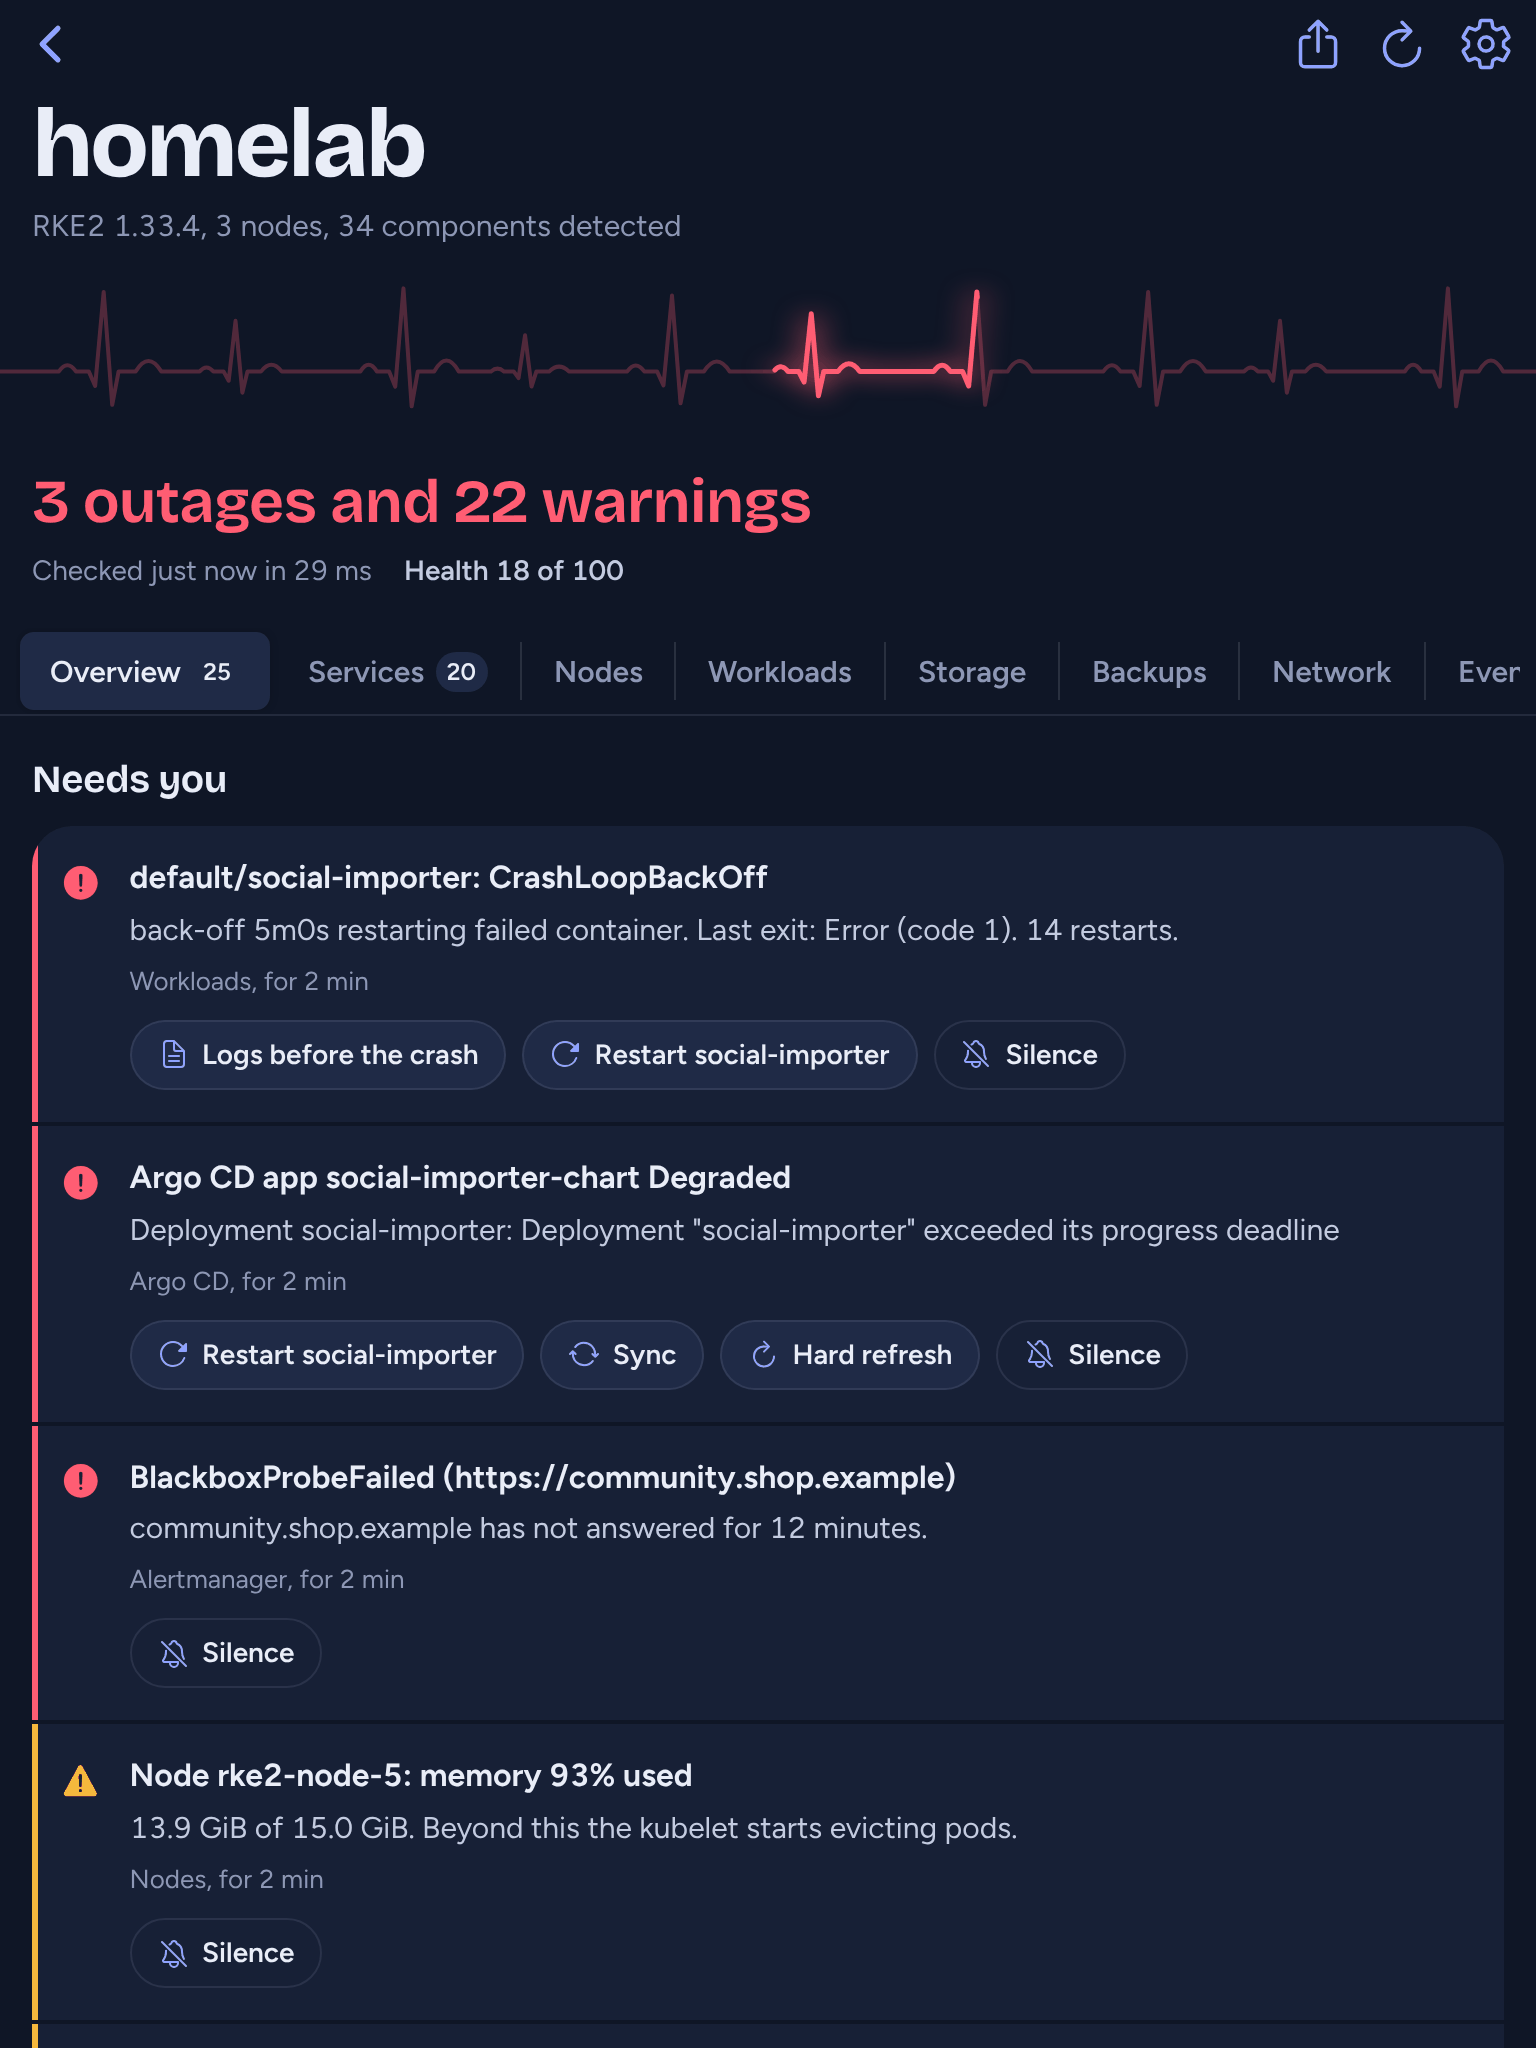 homelab
RKE2 1.33.4, 3 nodes, 34 components detected
3 outages and 22 warnings
Checked just now in 29 ms Health 18 of 100
Overview 25 Services 20 Nodes Workloads Storage Backups Network Ever
Needs you
default/social-importer: CrashLoopBackOff
back-off 5m0s restarting failed container. Last exit: Error (code 1). 14 restarts.
Workloads, for 2 min
Logs before the crash Restart social-importer Silence
Argo CD app social-importer-chart Degraded
Deployment social-importer: Deployment "social-importer" exceeded its progress deadline
Argo CD, for 2 min
Restart social-importer Sync Hard refresh Silence
BlackboxProbeFailed (https://community.shop.example)
community.shop.example has not answered for 12 minutes.
Alertmanager, for 2 min
Silence
Node rke2-node-5: memory 93% used
13.9 GiB of 15.0 GiB. Beyond this the kubelet starts evicting pods.
Nodes, for 2 min
Silence